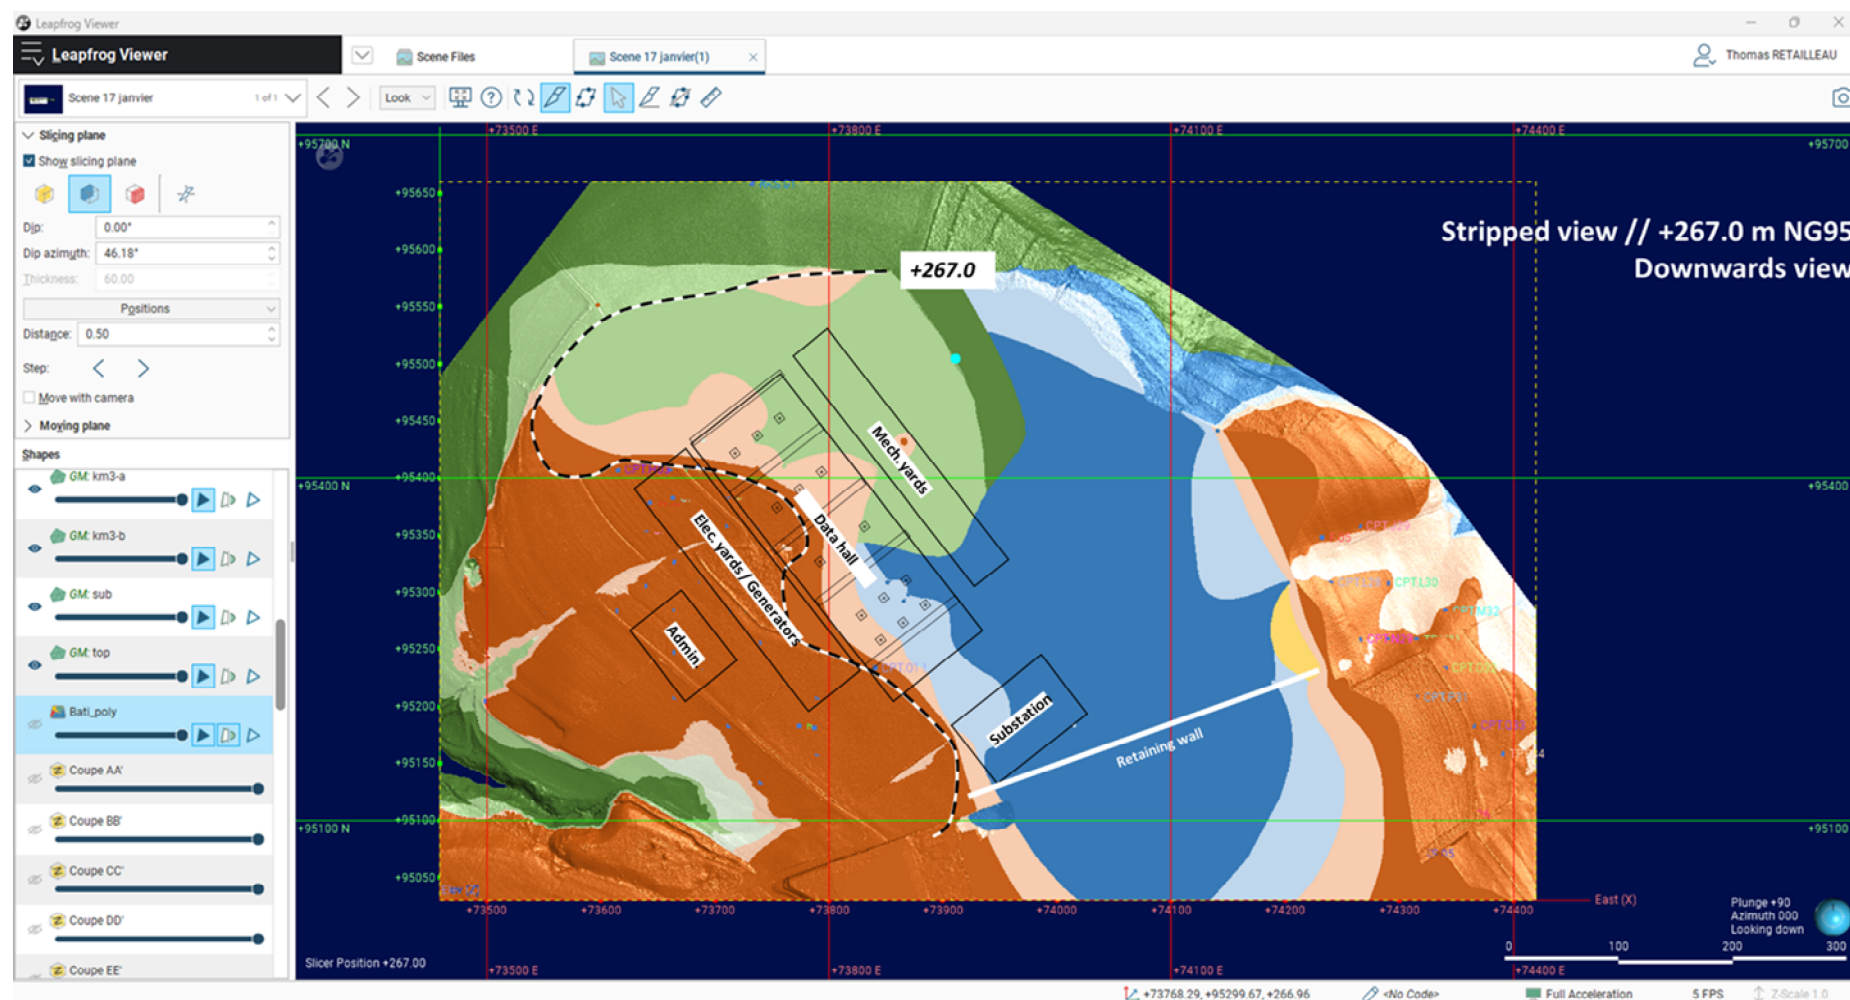 Leapfrog Viewer
Leapfrog Viewer
Scene Files
Scene 17 janvier(1)
Thomas RETAILLEAU
Scene 17 janvier
1 of 1
Look
Slicing plane
Show slicing plane
Dip: 0.00°
Dip azimuth: 46.18°
Thickness: 60.00
Positions
Distance: 0.50
Step:
Move with camera
Moving plane
Shapes
GM: km3-a
GM: km3-b
GM: sub
GM: top
Bati_poly
Coupe AA'
Coupe BB'
Coupe CC'
Coupe DD'
Coupe EE'
+73500 E
+73800 E
+74100 E
+74400 E
+95700 N
+95700
+95650
+95600
+95550
+95500
+95450
+95400 N
+95400
+95400
+95350
+95300
+95250
+95200
+95150
+95100 N
+95100
+95100
+95050
Stripped view // +267.0 m NG95
Downwards view
+267.0
Mech. yards
Data hall
Elec. yards / Generators
Admin.
Substation
Retaining wall
CPT.L30
+73500
+73600
+73700
+73800
+73900
+74000
+74100
+74200
+74300
+74400
East (X)
Plunge +90
Azimuth 000
Looking down
0
100
200
300
Slicer Position +267.00
+73500 E
+73800 E
+74100 E
+74400 E
+73768.29, +95299.67, +266.96
<No Code>
Full Acceleration
5 FPS
Z-Scale 1.0